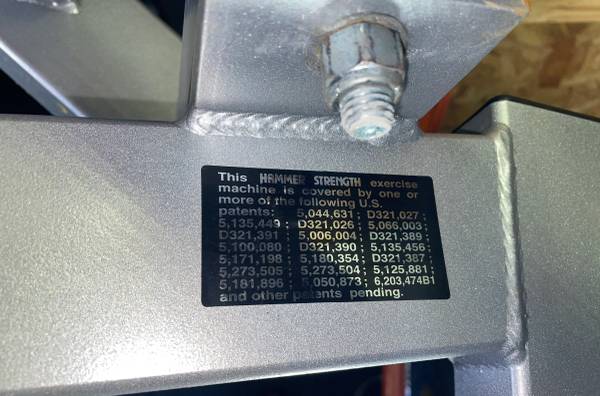 This HAMMER STRENGTH exercise
machine is covered by one or
more of the following U.S.
patents: 5,044,631; D321,027;
5,135,449; D321,026; 5,066,003;
D321,391; 5,006,004; D321,389;
5,100,080; D321,390; 5,135,456;
5,171,198; 5,180,354; D321,387;
5,273,505; 5,273,504; 5,125,881;
5,181,896; 5,050,873; 6,203,474B1
and other patents pending.